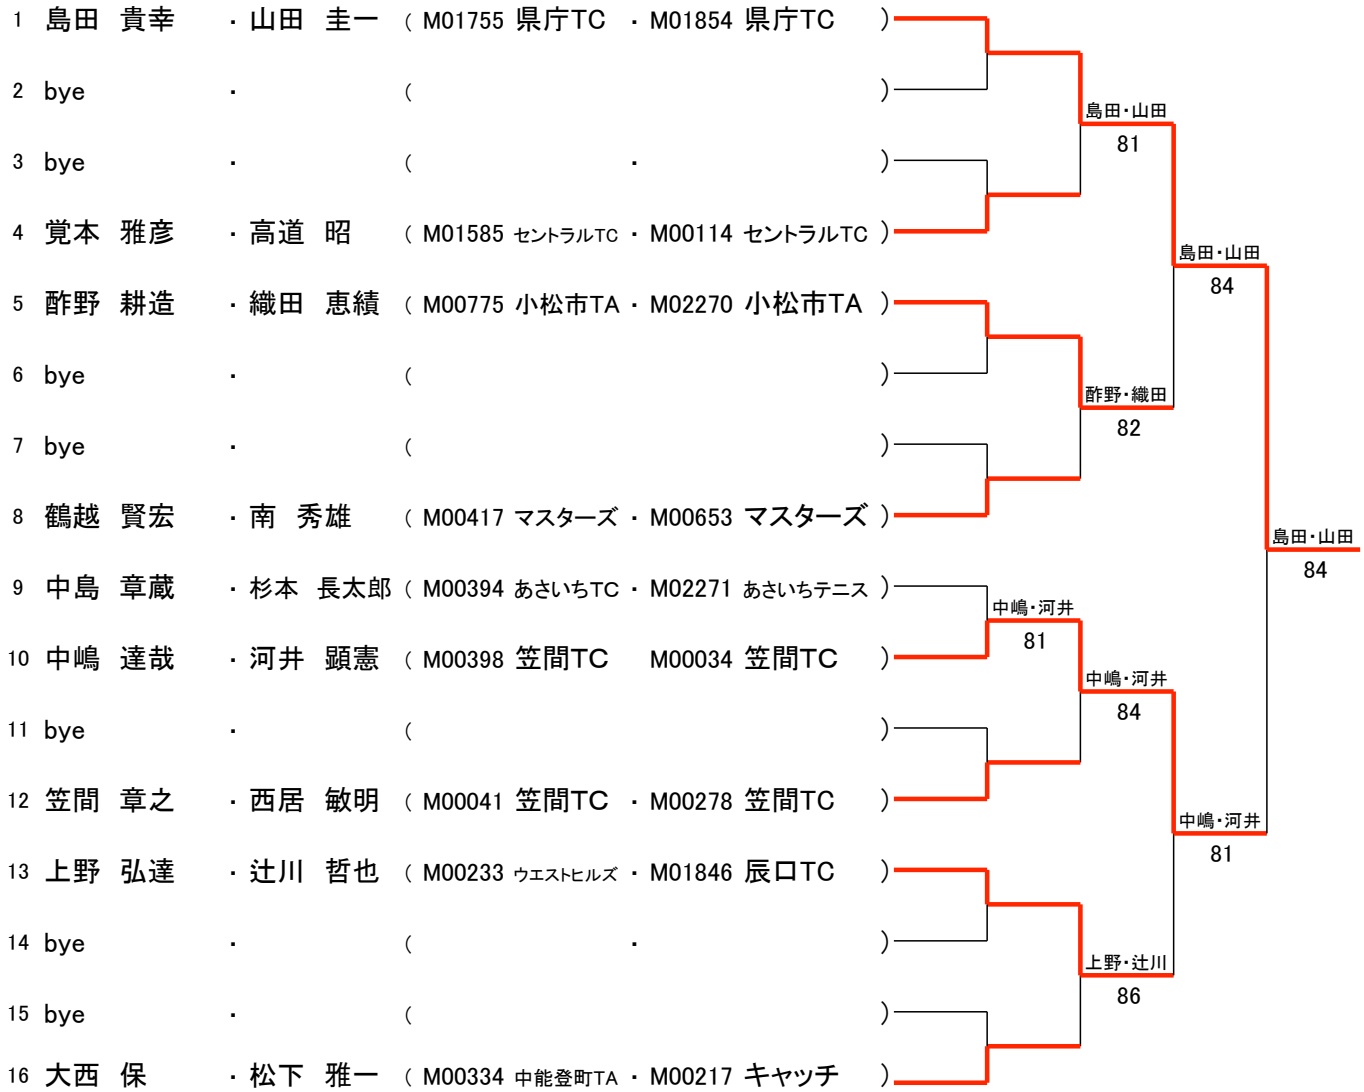 1 島田 貴幸 ・ 山田 圭一 ( M01755 県庁TC ・ M01854 県庁TC )
2 bye ・ ( )
島田・山田
81
3 bye ・ ( ・ )
4 覚本 雅彦 ・ 高道 昭 ( M01585 セントラルTC ・ M00114 セントラルTC )
島田・山田
84
5 酢野 耕造 ・ 織田 恵績 ( M00775 小松市TA ・ M02270 小松市TA )
6 bye ・ ( )
酢野・織田
82
7 bye ・ ( )
8 鶴越 賢宏 ・ 南 秀雄 ( M00417 マスターズ ・ M00653 マスターズ )
島田・山田
84
9 中島 章蔵 ・ 杉本 長太郎 ( M00394 あさいちTC ・ M02271 あさいちテニス )
中嶋・河井
81
10 中嶋 達哉 ・ 河井 顕憲 ( M00398 笠間TC M00034 笠間TC )
中嶋・河井
84
11 bye ・ ( )
12 笠間 章之 ・ 西居 敏明 ( M00041 笠間TC ・ M00278 笠間TC )
中嶋・河井
81
13 上野 弘達 ・ 辻川 哲也 ( M00233 ウエストヒルズ ・ M01846 辰口TC )
14 bye ・ ( ・ )
上野・辻川
86
15 bye ・ ( )
16 大西 保 ・ 松下 雅一 ( M00334 中能登町TA ・ M00217 キャッチ )